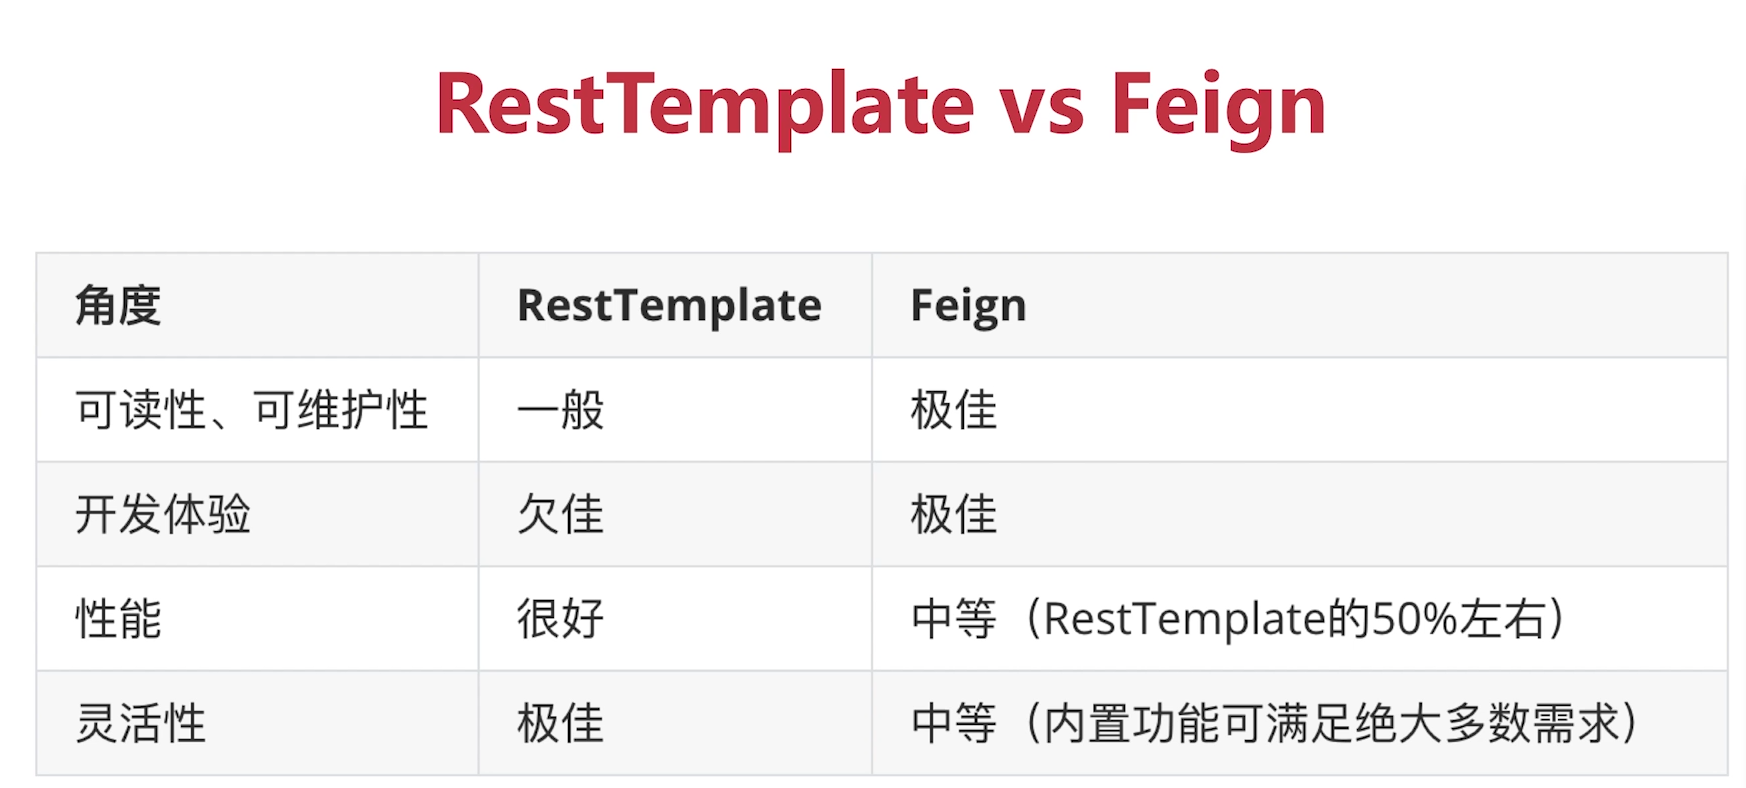 RestTemplate vs Feign
角度 RestTemplate Feign
可读性、可维护性 一般 极佳
开发体验 欠佳 极佳
性能 很好 中等（RestTemplate的50%左右）
灵活性 极佳 中等（内置功能可满足绝大多数需求）